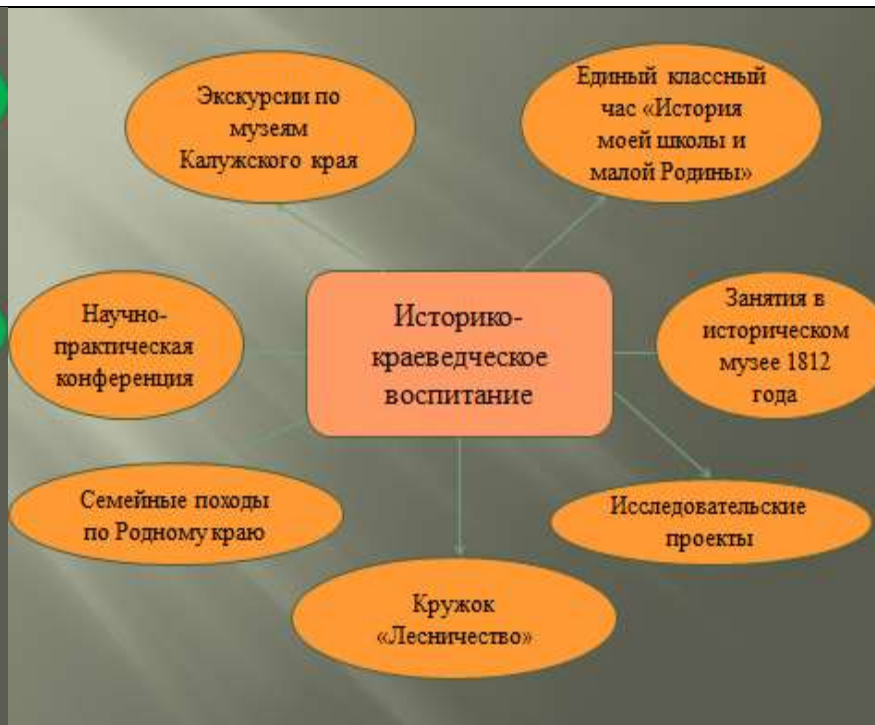 Экскурсии по
музеям
Калужского края
Единый классный
час «История
моей школы и
малой Родины»
Научно-
практическая
конференция
Историко-
краеведческое
воспитание
Занятия в
историческом
музее 1812
года
Семейные походы
по Родному краю
Исследовательские
проекты
Кружок
«Лесничество»